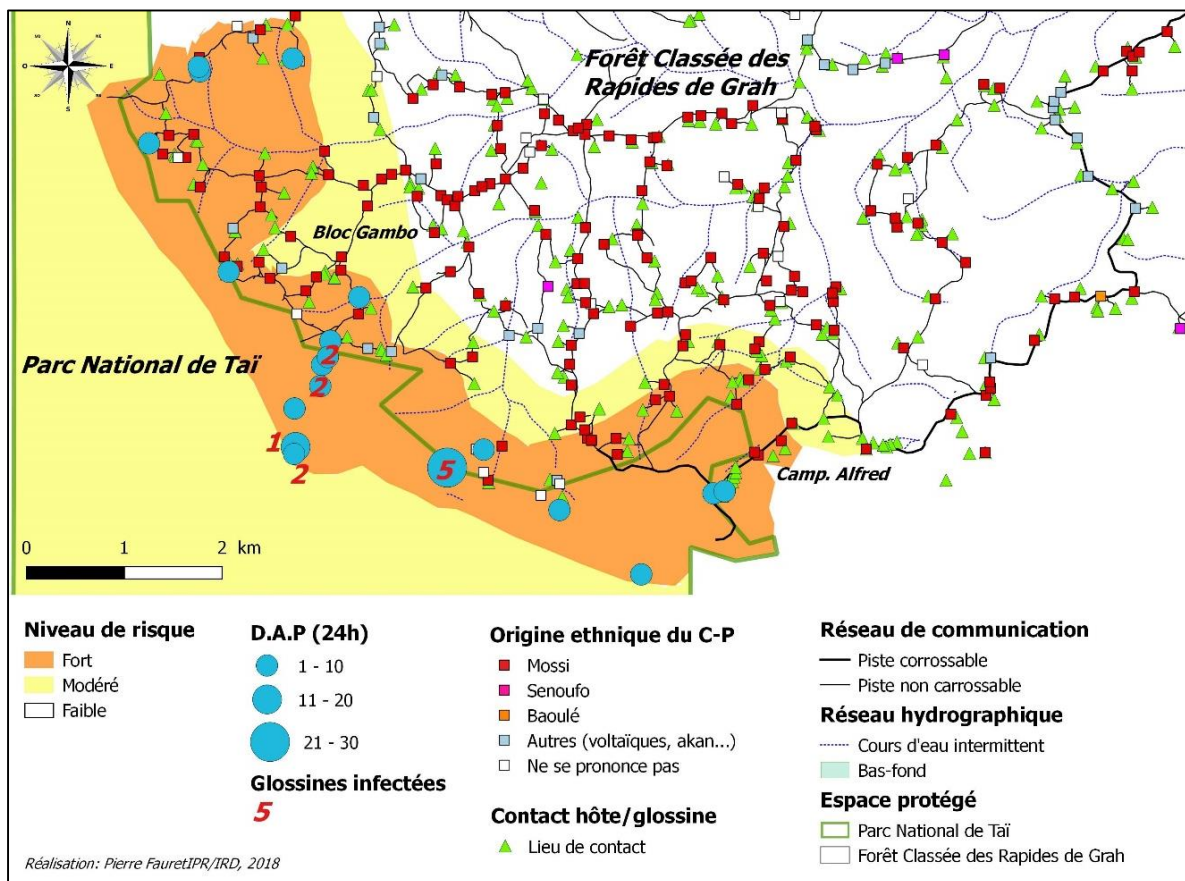 N
O
E
S
Forêt Classée des
Rapides de Grah
Bloc Gambo
Parc National de Taï
2
2
1
2
5
Camp. Alfred
0 1 2 km
Niveau de risque
Fort
Modéré
Faible
D.A.P (24h)
1 - 10
11 - 20
21 - 30
Glossines infectées
5
Origine ethnique du C-P
Mossi
Senoufo
Baoulé
Autres (voltaïques, akan...)
Ne se prononce pas
Contact hôte/glossine
Lieu de contact
Réseau de communication
Piste corrossable
Piste non carrossable
Réseau hydrographique
Cours d'eau intermittent
Bas-fond
Espace protégé
Parc National de Taï
Forêt Classée des Rapides de Grah
Réalisation: Pierre FauretIPR/IRD, 2018